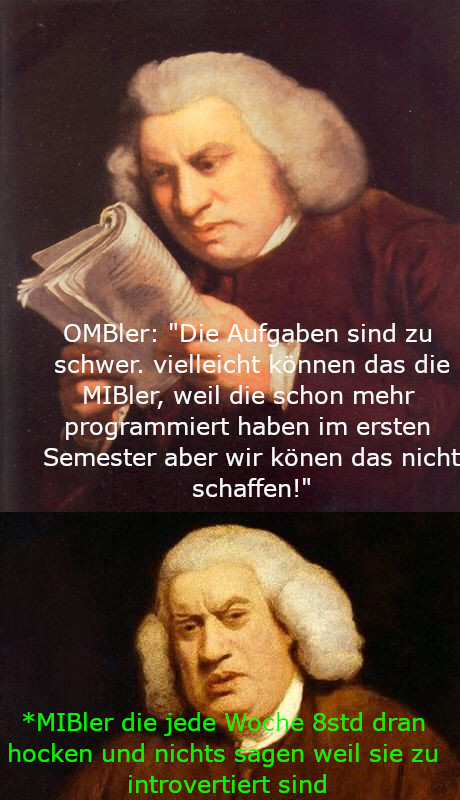 OMBler: "Die Aufgaben sind zu
schwer. vielleicht können das die
MIBler, weil die schon mehr
programmiert haben im ersten
Semester aber wir könen das nicht
schaffen!"
*MIBler die jede Woche 8std dran
hocken und nichts sagen weil sie zu
introvertiert sind